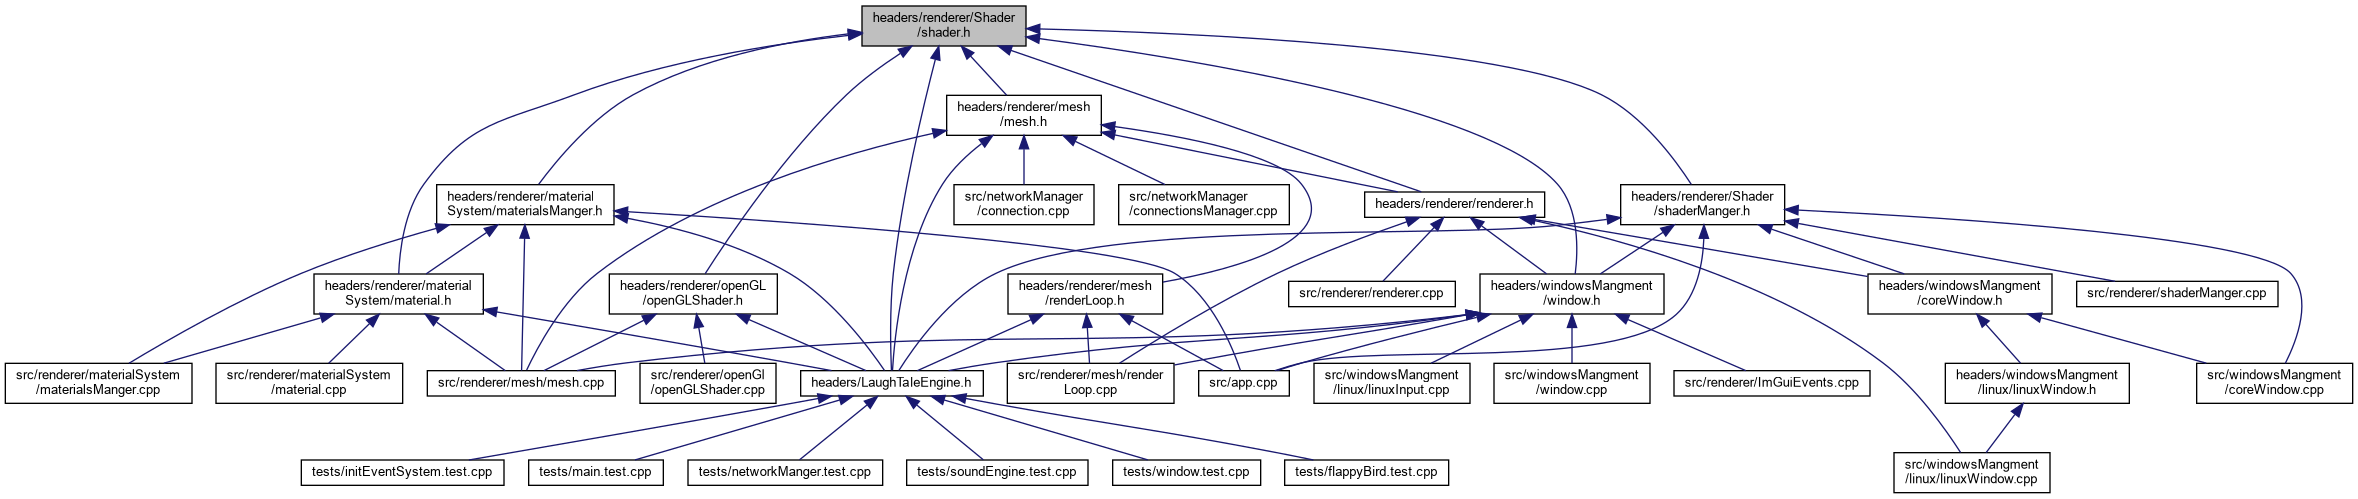 headers/renderer/Shader
/shader.h
headers/renderer/mesh
/mesh.h
headers/renderer/material
System/materialsManger.h
src/networkManager
/connection.cpp
src/networkManager
/connectionsManager.cpp
headers/renderer/renderer.h
headers/renderer/Shader
/shaderManger.h
headers/renderer/material
System/material.h
headers/renderer/openGL
/openGLShader.h
headers/renderer/mesh
/renderLoop.h
src/renderer/renderer.cpp
headers/windowsMangment
/window.h
headers/windowsMangment
/coreWindow.h
src/renderer/shaderManger.cpp
src/renderer/materialSystem
/materialsManger.cpp
src/renderer/materialSystem
/material.cpp
src/renderer/mesh/mesh.cpp
src/renderer/openGl
/openGLShader.cpp
headers/LaughTaleEngine.h
src/renderer/mesh/render
Loop.cpp
src/app.cpp
src/windowsMangment
/linux/linuxInput.cpp
src/windowsMangment
/window.cpp
src/renderer/ImGuiEvents.cpp
headers/windowsMangment
/linux/linuxWindow.h
src/windowsMangment
/coreWindow.cpp
tests/initEventSystem.test.cpp
tests/main.test.cpp
tests/networkManger.test.cpp
tests/soundEngine.test.cpp
tests/window.test.cpp
tests/flappyBird.test.cpp
src/windowsMangment
/linux/linuxWindow.cpp